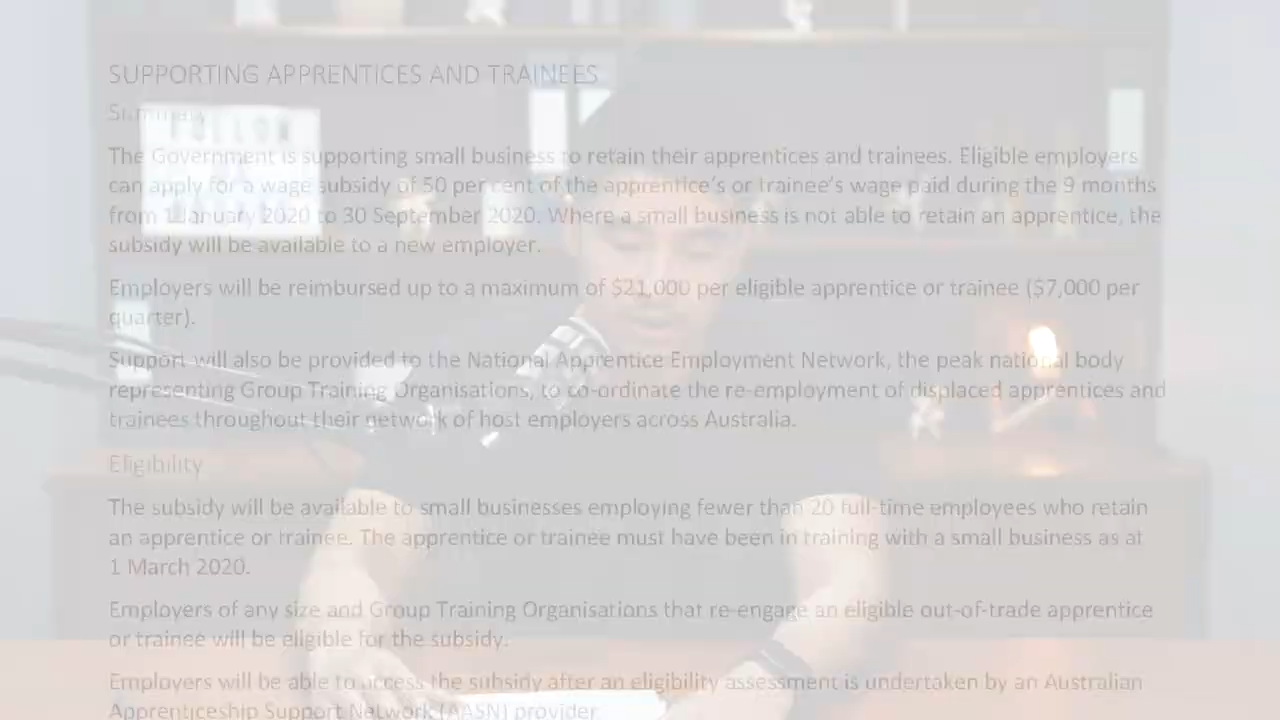 SUPPORTING APPRENTICES AND TRAINEES
Summary
The Government is supporting small business to retain their apprentices and trainees. Eligible employers
can apply for a wage subsidy of 50 per cent of the apprentice's or trainee's wage paid during the 9 months
from 1 January 2020 to 30 September 2020. Where a small business is not able to retain an apprentice, the
subsidy will be available to a new employer.
Employers will be reimbursed up to a maximum of $21,000 per eligible apprentice or trainee ($7,000 per
quarter).
Support will also be provided to the National Apprentice Employment Network, the peak national body
representing Group Training Organisations, to co-ordinate the re-employment of displaced apprentices and
trainees throughout their network of host employers across Australia.
Eligibility
The subsidy will be available to small businesses employing fewer than 20 full-time employees who retain
an apprentice or trainee. The apprentice or trainee must have been in training with a small business as at
1 March 2020.
Employers of any size and Group Training Organisations that re-engage an eligible out-of-trade apprentice
or trainee will be eligible for the subsidy.
Employers will be able to access the subsidy after an eligibility assessment is undertaken by an Australian
Apprenticeship Support Network (AASN) provider.
FOLLOW